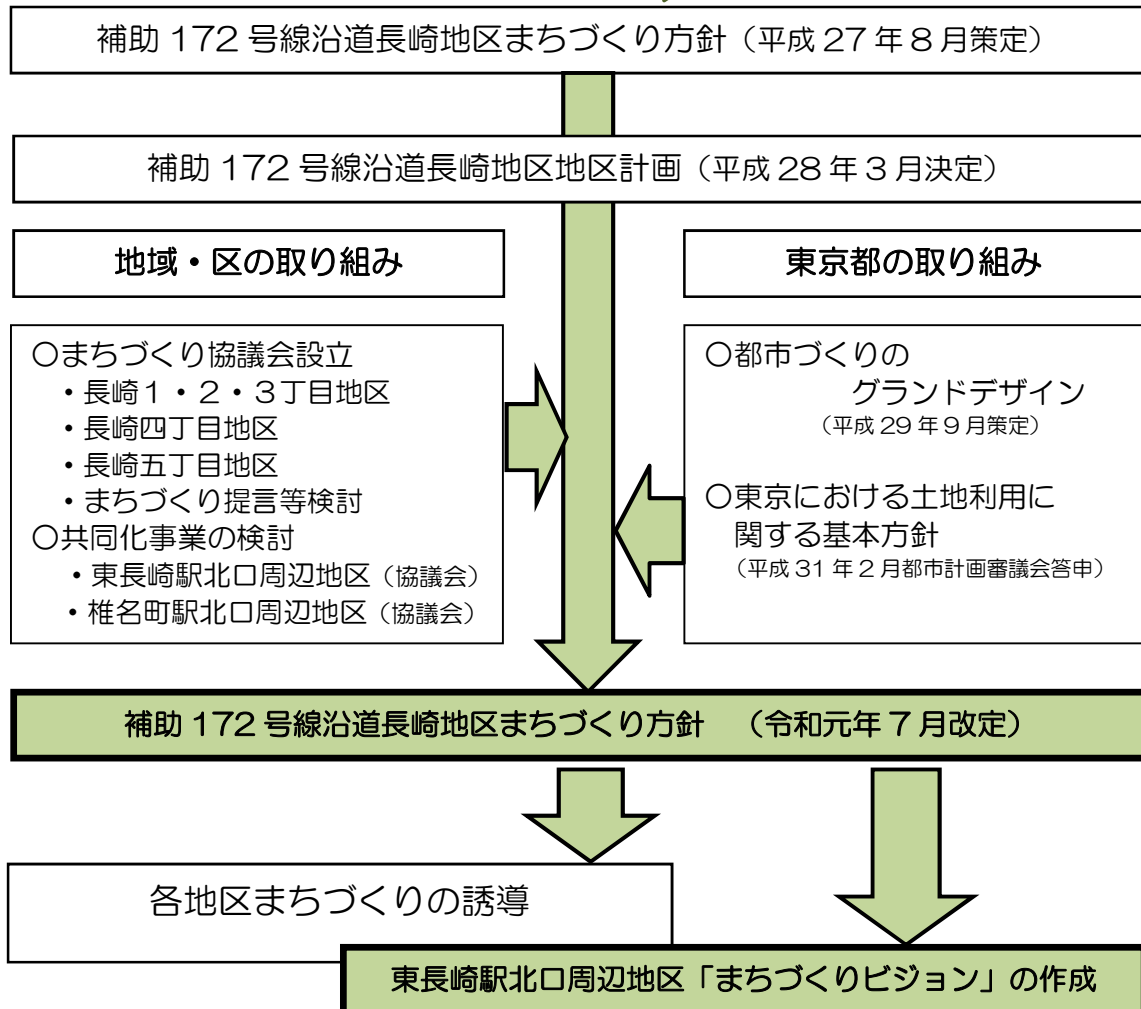 補助 172 号線沿道長崎地区まちづくり方針（平成 27 年 8 月策定）
補助 172 号線沿道長崎地区地区計画（平成 28 年 3 月決定）
地域・区の取り組み
〇まちづくり協議会設立
・長崎１・２・３丁目地区
・長崎四丁目地区
・長崎五丁目地区
・まちづくり提言等検討
〇共同化事業の検討
・東長崎駅北口周辺地区（協議会）
・椎名町駅北口周辺地区（協議会）
東京都の取り組み
〇都市づくりの
グランドデザイン
（平成 29 年 9 月策定）
〇東京における土地利用に
関する基本方針
（平成 31 年 2 月都市計画審議会答申）
補助 172 号線沿道長崎地区まちづくり方針　（令和元年 7 月改定）
各地区まちづくりの誘導
東長崎駅北口周辺地区「まちづくりビジョン」の作成